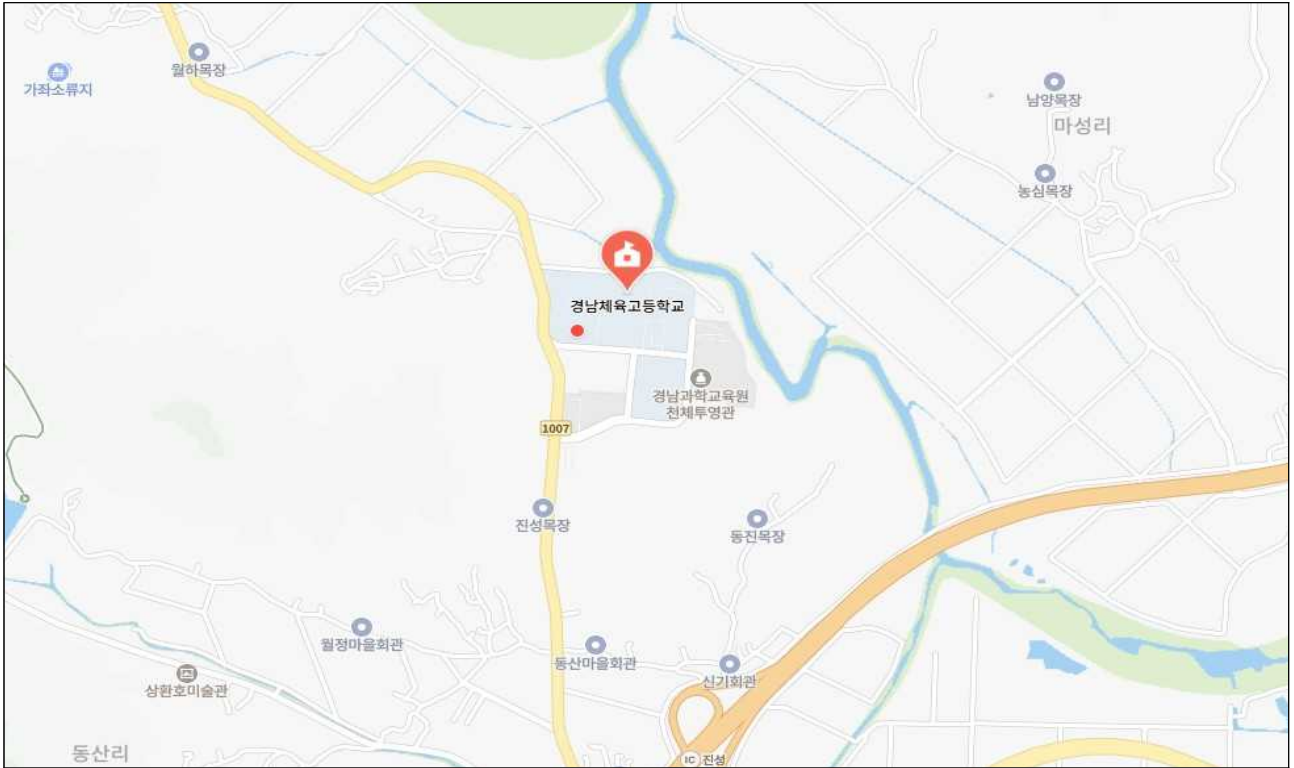 월하목장
가좌소류지
남양목장
마성리
농심목장
경남체육고등학교
경남과학교육원
천체투영관
1007
진성목장
동진목장
월정마을회관
동산마을회관
신기회관
상환호미술관
동산리
IC 진성